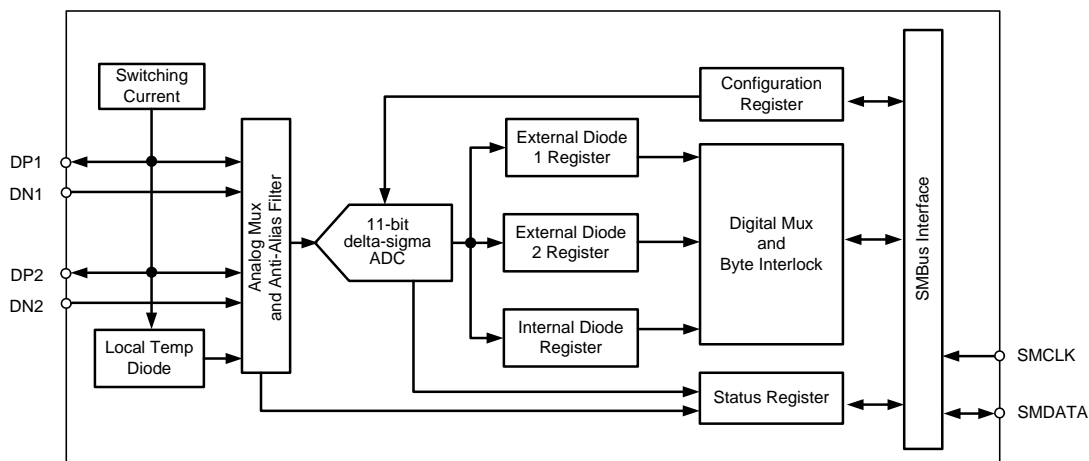 Switching
Current
DP1
DN1
DP2
DN2
Local Temp
Diode
Analog Mux
and Anti-Alias Filter
11-bit
delta-sigma
ADC
External Diode
1 Register
External Diode
2 Register
Internal Diode
Register
Configuration
Register
Digital Mux
and
Byte Interlock
Status Register
SMBus Interface
SMCLK
SMDATA